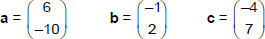 a = (6 −10) b = (−1 2) c = (−4 7)